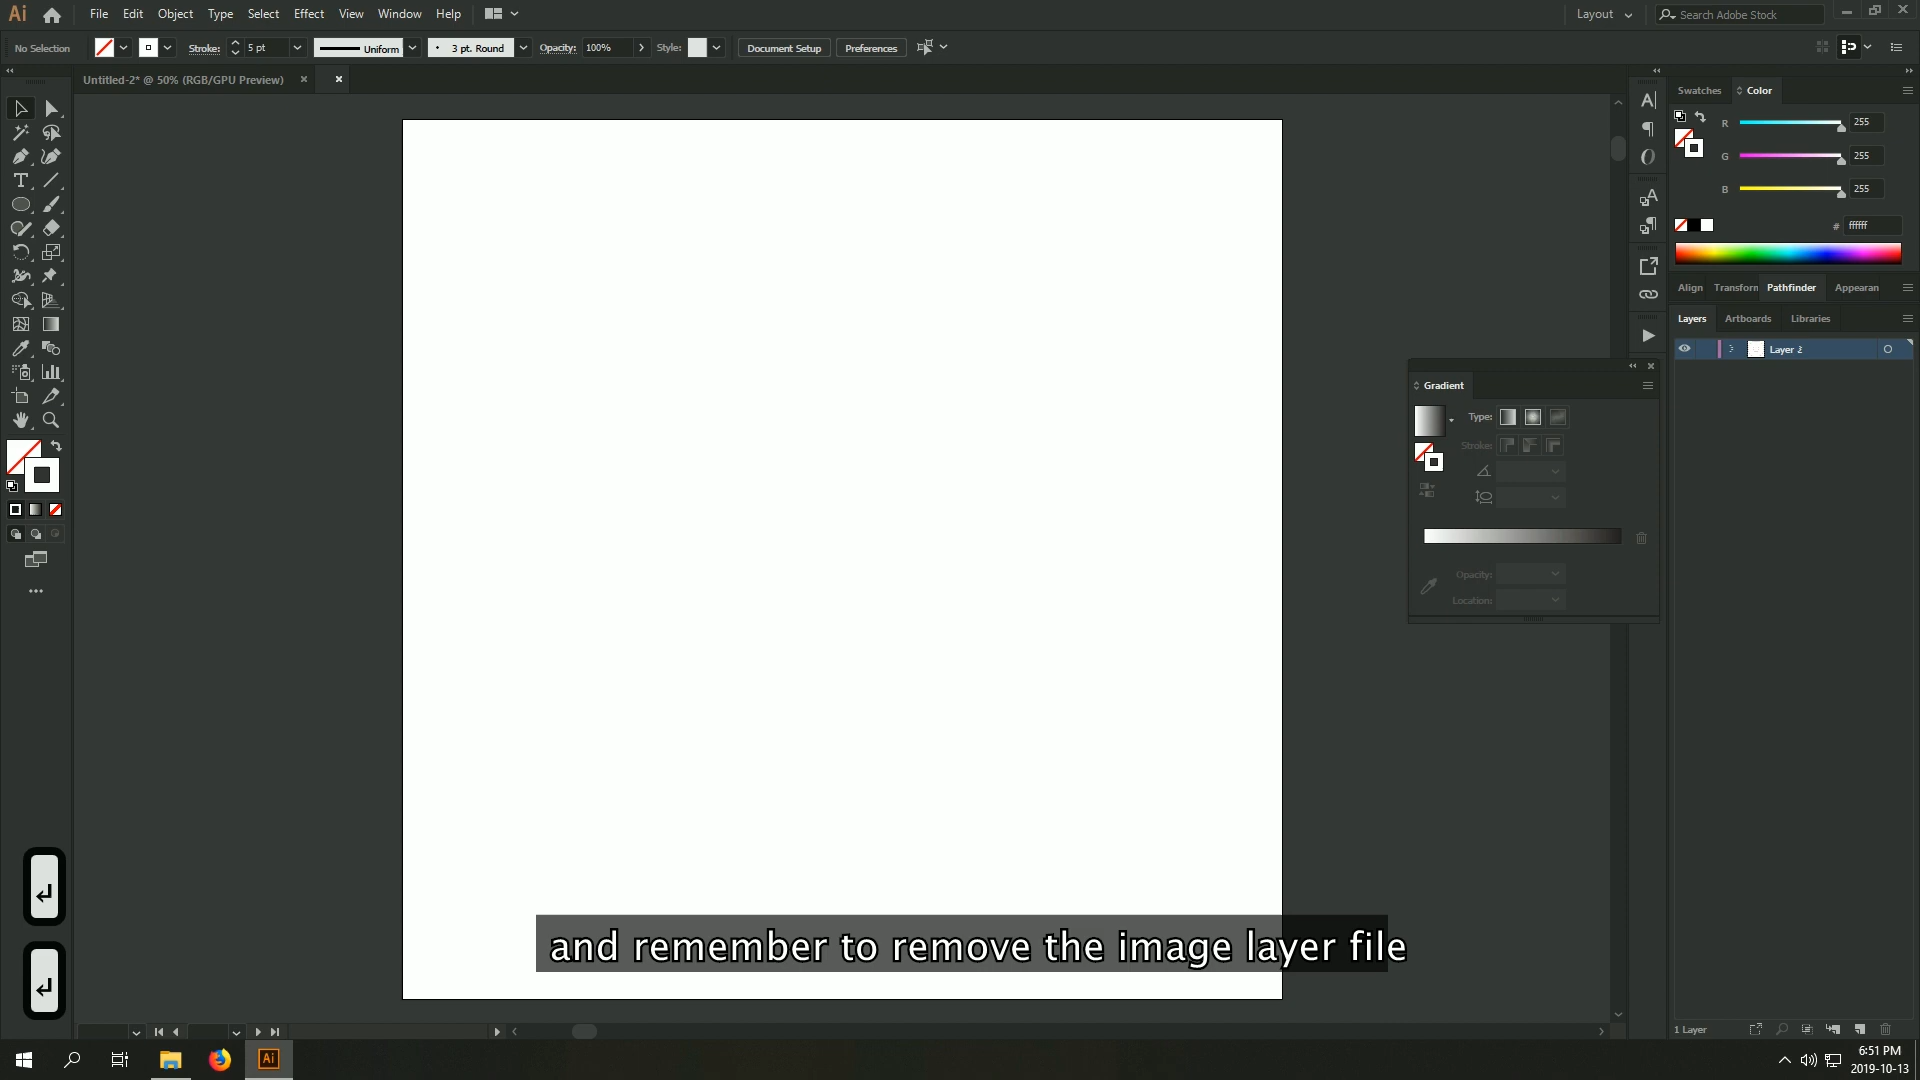 Ai File Edit Object Type Select Effect View Window Help Layout Search Adobe Stock
No Selection Stroke: 5 pt Uniform 3 pt. Round Opacity: 100% Style: Document Setup Preferences
Untitled-2* @ 50% (RGB/GPU Preview)
Swatches Color
R 255
G 255
B 255
# ffffff
Align Transform Pathfinder Appearan
Layers Artboards Libraries
Layer 2
Gradient
Type:
Stroke:
Opacity:
Location:
and remember to remove the image layer file
1 Layer
Ai
6:51 PM
2019-10-13